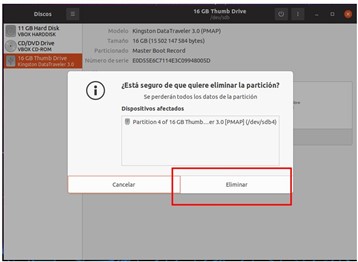 Discos
16 GB Thumb Drive
/dev/sdb
11 GB Hard Disk
VBOX HARDDISK
CD/DVD Drive
VBOX CD-ROM
16 GB Thumb Drive
Kingston DataTraveler 3.0
Modelo Kingston DataTraveler 3.0 (PMAP)
Tamaño 16 GB (15 502 147 584 bytes)
Particionado Master Boot Record
Número de serie E0D55E6C7114E3C09948005D
¿Está seguro de que quiere eliminar la partición?
Se perderán todos los datos de la partición
Dispositivos afectados
Partition 4 of 16 GB Thumb...er 3.0 [PMAP] (/dev/sdb4)
Cancelar
Eliminar